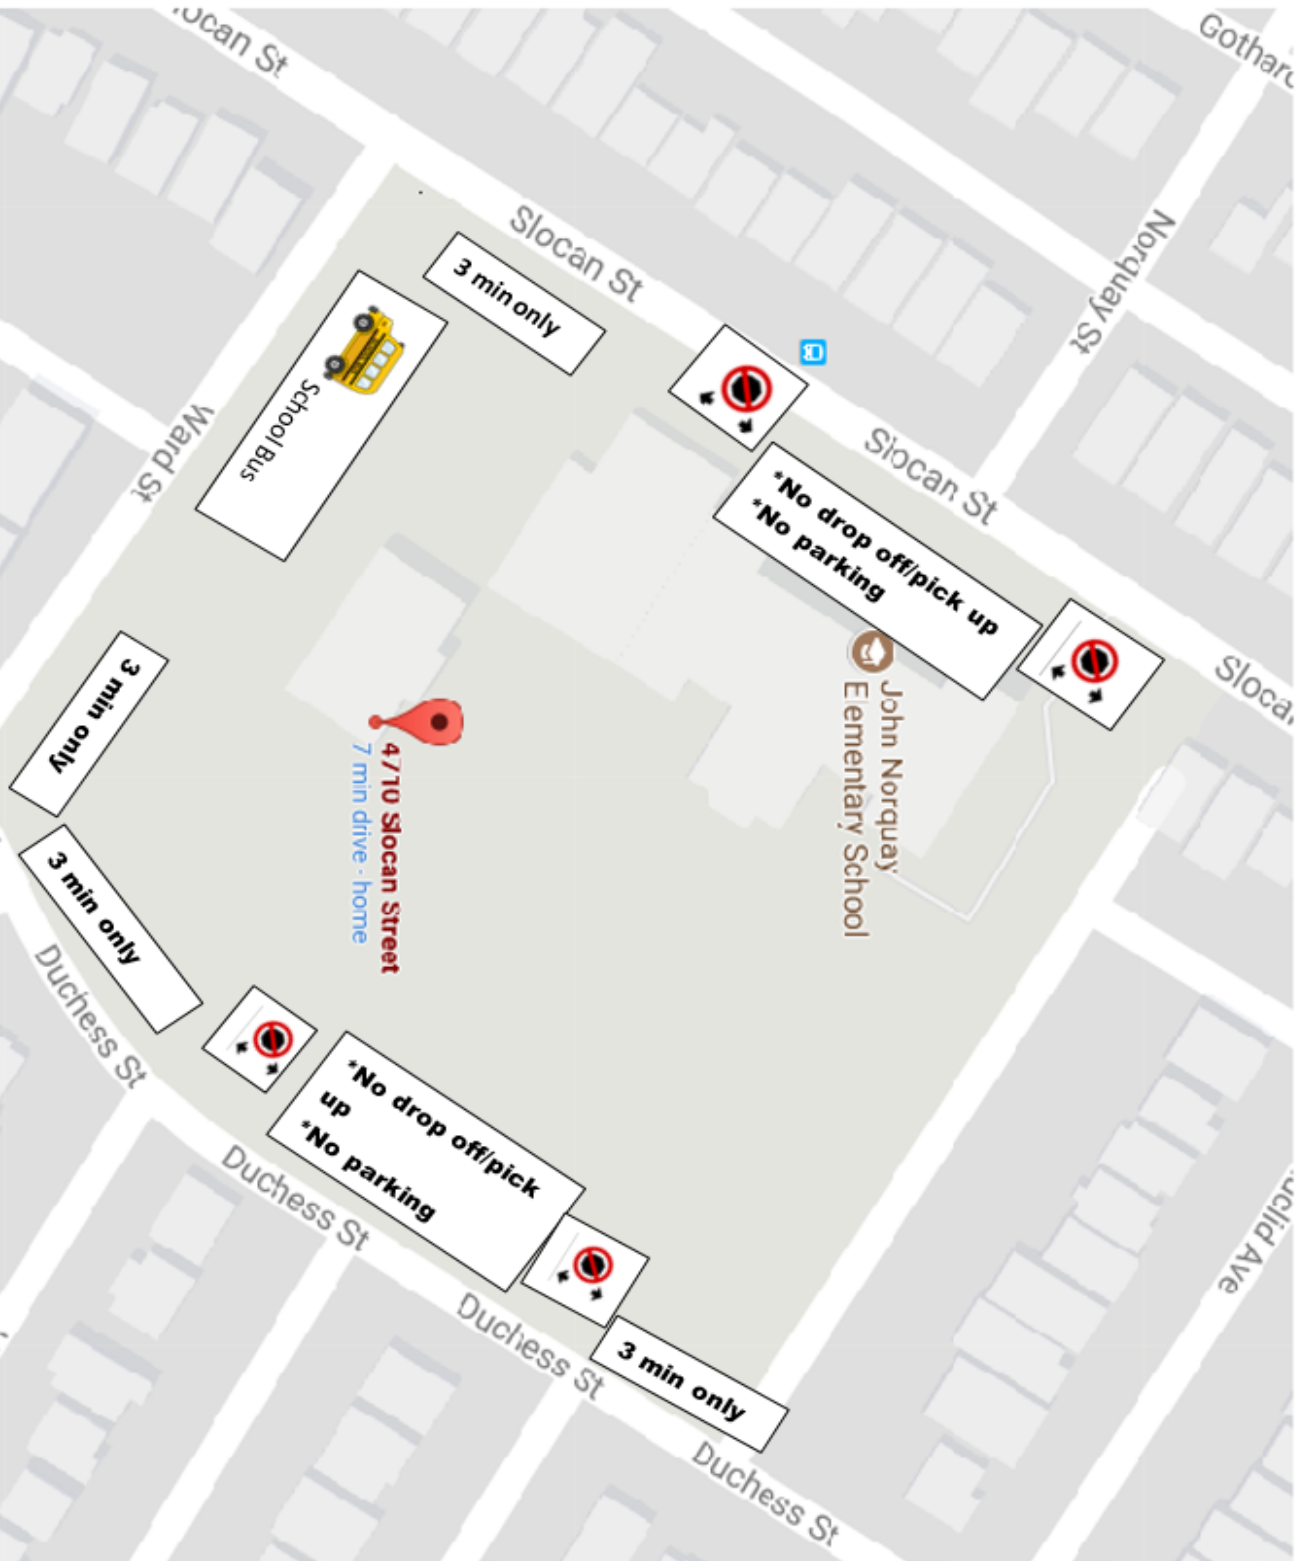 Slocan St
Gothard
Slocan St
3 min only
Norquay St
School Bus
Ward St
Slocan St
*No drop off/pick up
*No parking
3 min only
John Norquay
Elementary School
4710 Slocan Street
7 min drive - home
3 min only
Duchess St
*No drop off/pick
up
*No parking
Duchess St
Duchess St
3 min only
Duchess St